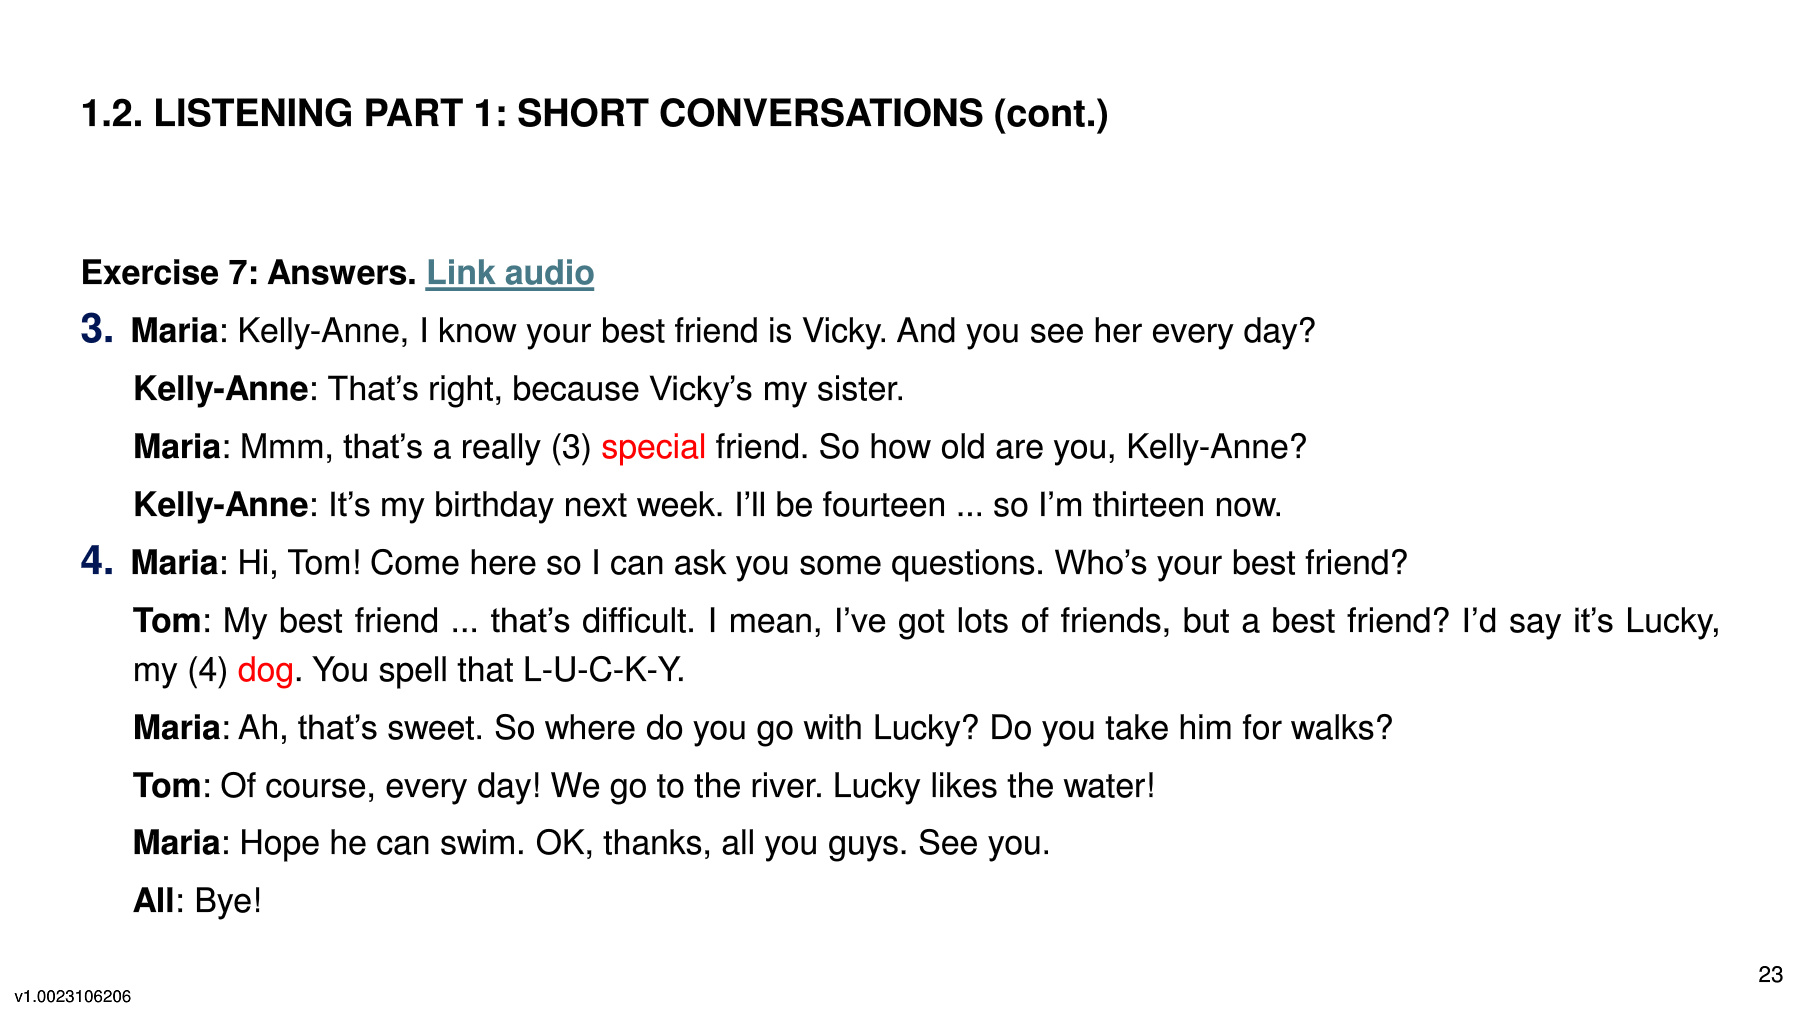 1.2. LISTENING PART 1: SHORT CONVERSATIONS (cont.)
Exercise 7: Answers. Link audio
3. Maria: Kelly-Anne, I know your best friend is Vicky. And you see her every day?
Kelly-Anne: That’s right, because Vicky’s my sister.
Maria: Mmm, that’s a really (3) special friend. So how old are you, Kelly-Anne?
Kelly-Anne: It’s my birthday next week. I’ll be fourteen ... so I’m thirteen now.
4. Maria: Hi, Tom! Come here so I can ask you some questions. Who’s your best friend?
Tom: My best friend ... that’s difficult. I mean, I’ve got lots of friends, but a best friend? I’d say it’s Lucky,
my (4) dog. You spell that L-U-C-K-Y.
Maria: Ah, that’s sweet. So where do you go with Lucky? Do you take him for walks?
Tom: Of course, every day! We go to the river. Lucky likes the water!
Maria: Hope he can swim. OK, thanks, all you guys. See you.
All: Bye!
23
v1.0023106206